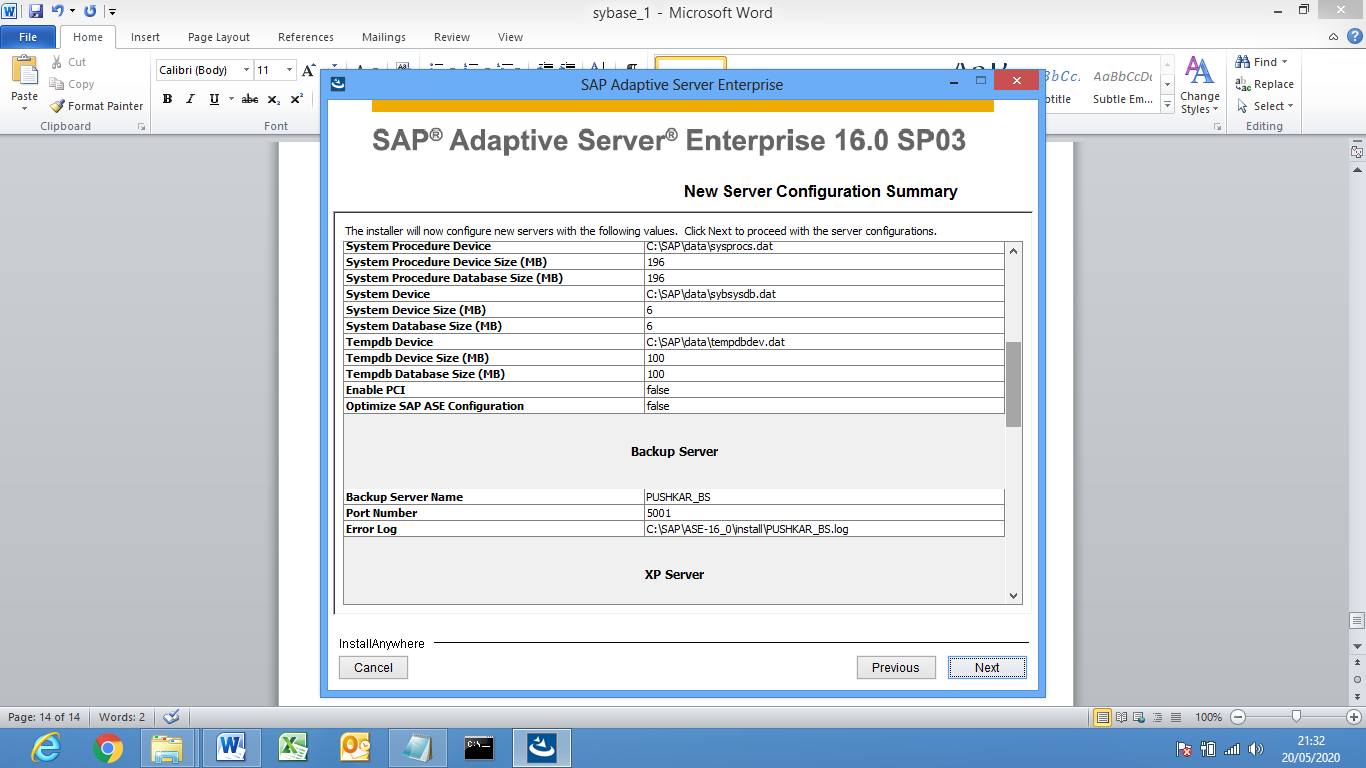 sybase_1 - Microsoft Word
File Home Insert Page Layout References Mailings Review View
Paste
Cut
Copy
Format Painter
Clipboard
Calibri (Body) 11
B I U abc x₂ x²
Font
AaBbCcDc
Subtle Em...
Change
Styles
Find
Replace
Select
Editing
SAP Adaptive Server Enterprise
SAP® Adaptive Server® Enterprise 16.0 SP03
New Server Configuration Summary
The installer will now configure new servers with the following values. Click Next to proceed with the server configurations.
System Procedure Device C:\SAP\data\sysprocs.dat
System Procedure Device Size (MB) 196
System Procedure Database Size (MB) 196
System Device C:\SAP\data\sybsysdb.dat
System Device Size (MB) 6
System Database Size (MB) 6
Tempdb Device C:\SAP\data\tempdbdev.dat
Tempdb Device Size (MB) 100
Tempdb Database Size (MB) 100
Enable PCI false
Optimize SAP ASE Configuration false
Backup Server
Backup Server Name PUSHKAR_BS
Port Number 5001
Error Log C:\SAP\ASE-16_0\install\PUSHKAR_BS.log
XP Server
InstallAnywhere
Cancel Previous Next
Page: 14 of 14 Words: 2 100%
21:32
20/05/2020